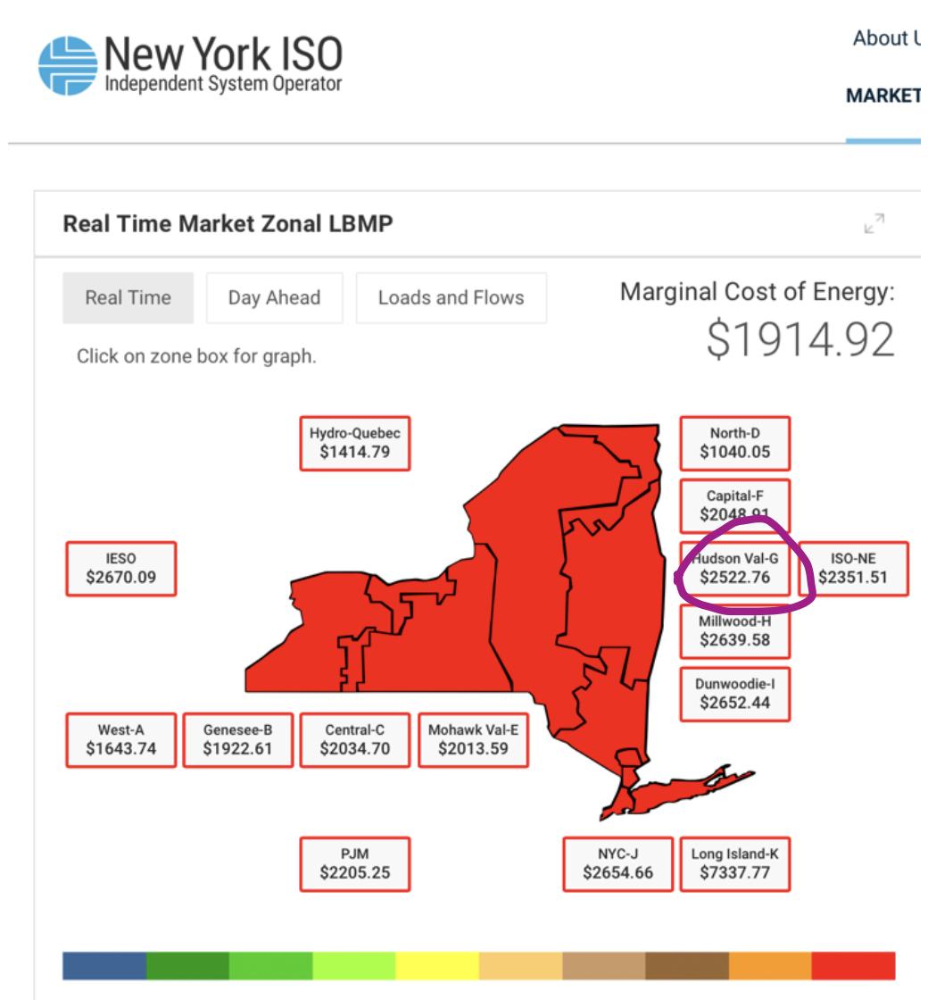 New York ISO
Independent System Operator
About U
MARKET
Real Time Market Zonal LBMP
Real Time
Day Ahead
Loads and Flows
Marginal Cost of Energy:
$1914.92
Click on zone box for graph.
Hydro-Quebec
$1414.79
North-D
$1040.05
Capital-F
$2048.91
IESO
$2670.09
Hudson Val-G
$2522.76
ISO-NE
$2351.51
Millwood-H
$2639.58
Dunwoodie-I
$2652.44
West-A
$1643.74
Genesee-B
$1922.61
Central-C
$2034.70
Mohawk Val-E
$2013.59
PJM
$2205.25
NYC-J
$2654.66
Long Island-K
$7337.77